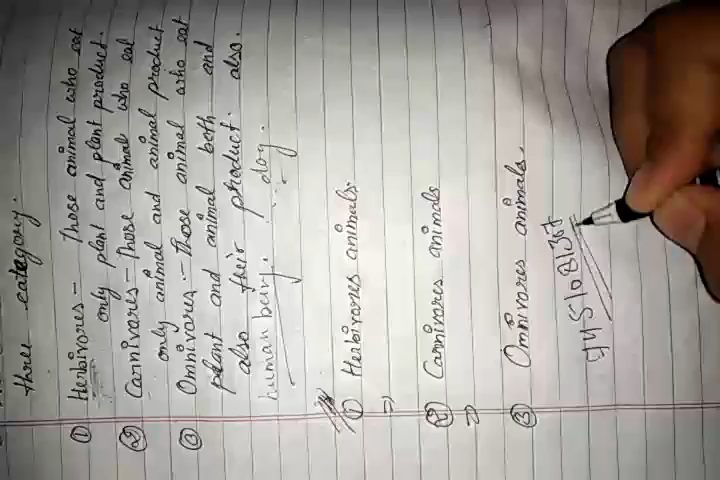 three category.
① Herbivores - Those animal who eat
only plant and plant product.
② Carnivores - Those animal who eat
only animal and animal product
③ Omnivores :- Those animal who eat
plant and animal both and
also their product also.
human being. dog.
① Herbivores animals.
⇒
② Carnivores animals
⇒
③ Omnivores animals.